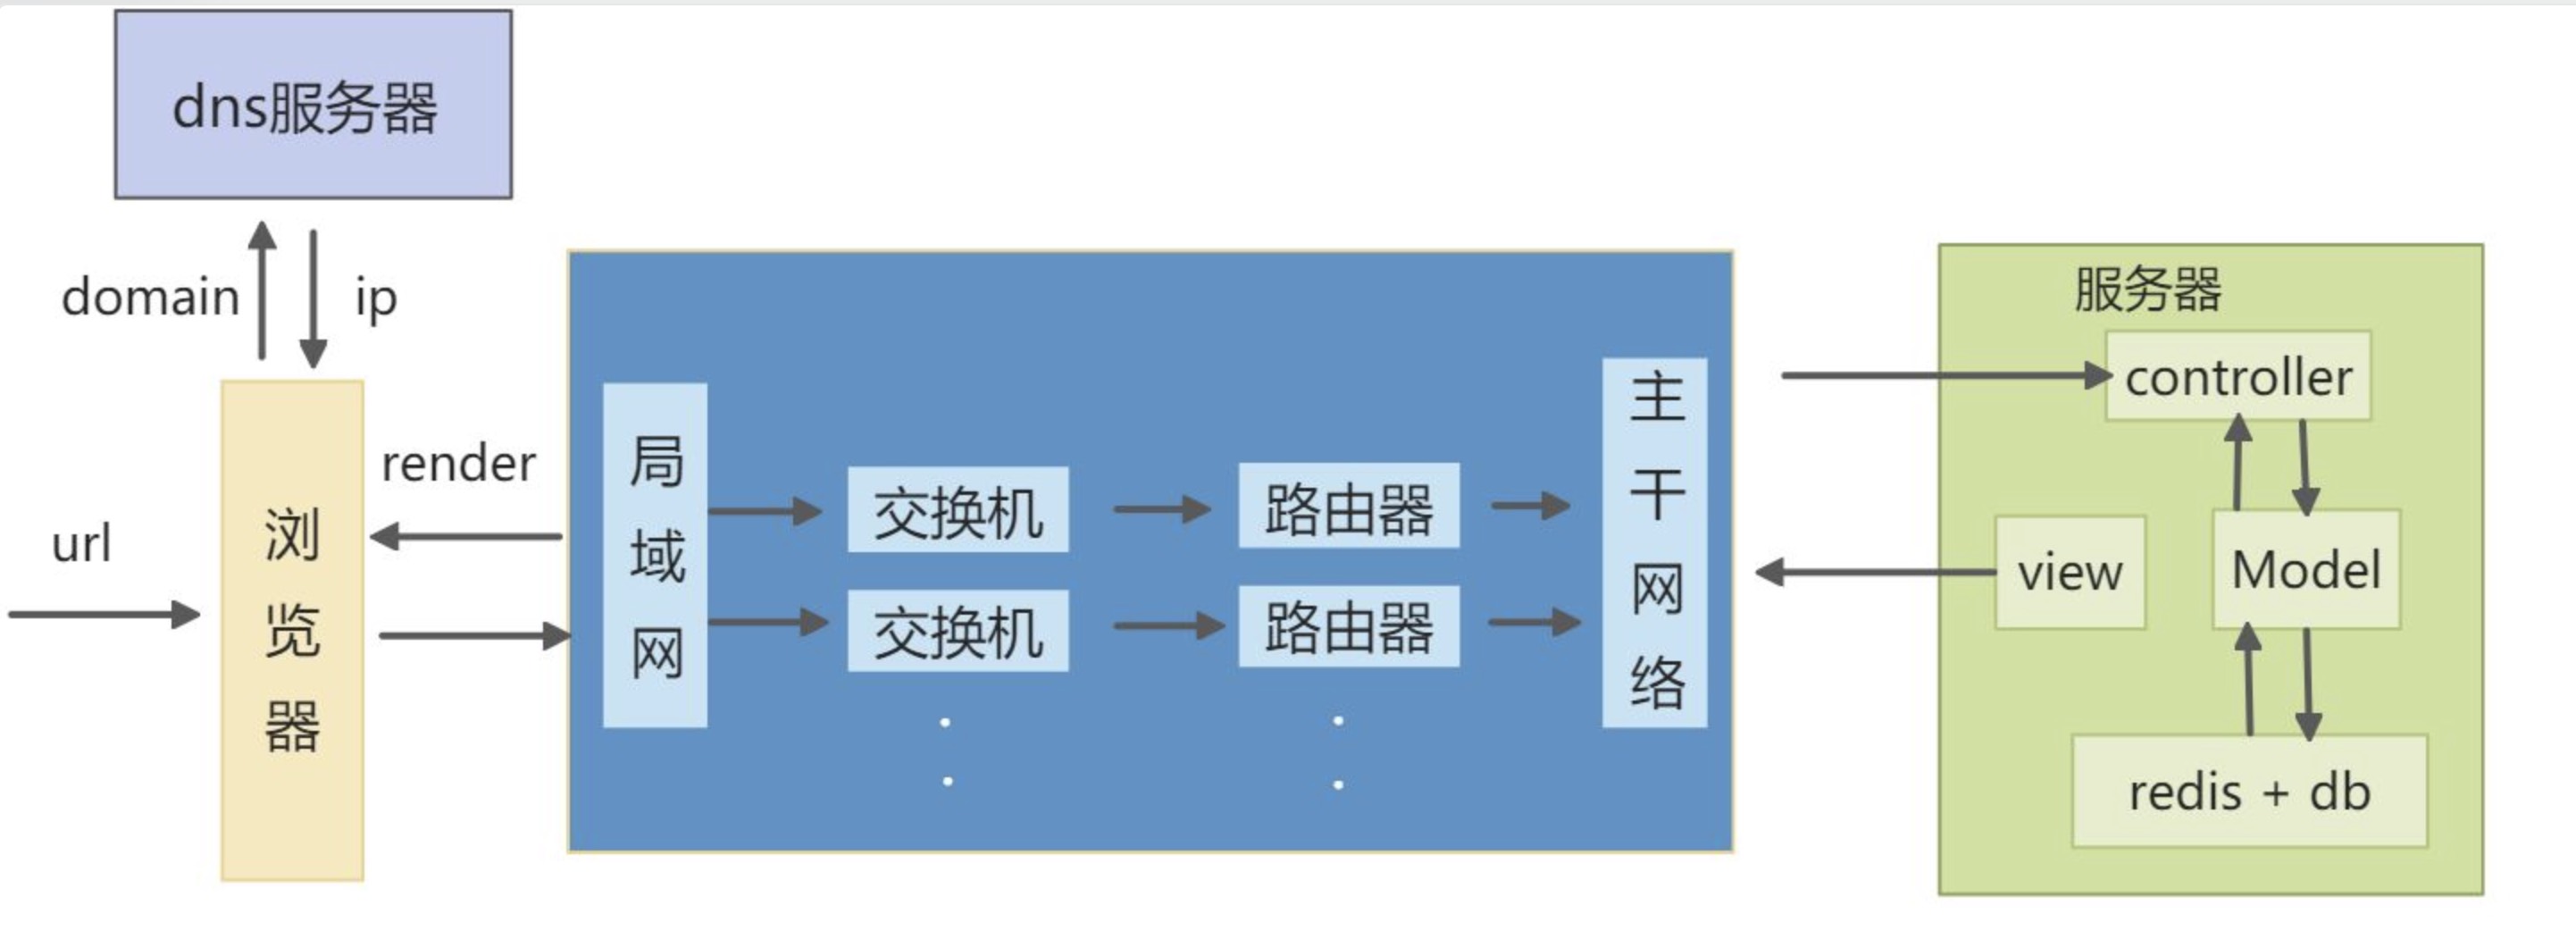 dns服务器
domain
ip
url
浏览器
render
局域网
交换机
路由器
交换机
路由器
主干网络
服务器
controller
view
Model
redis + db